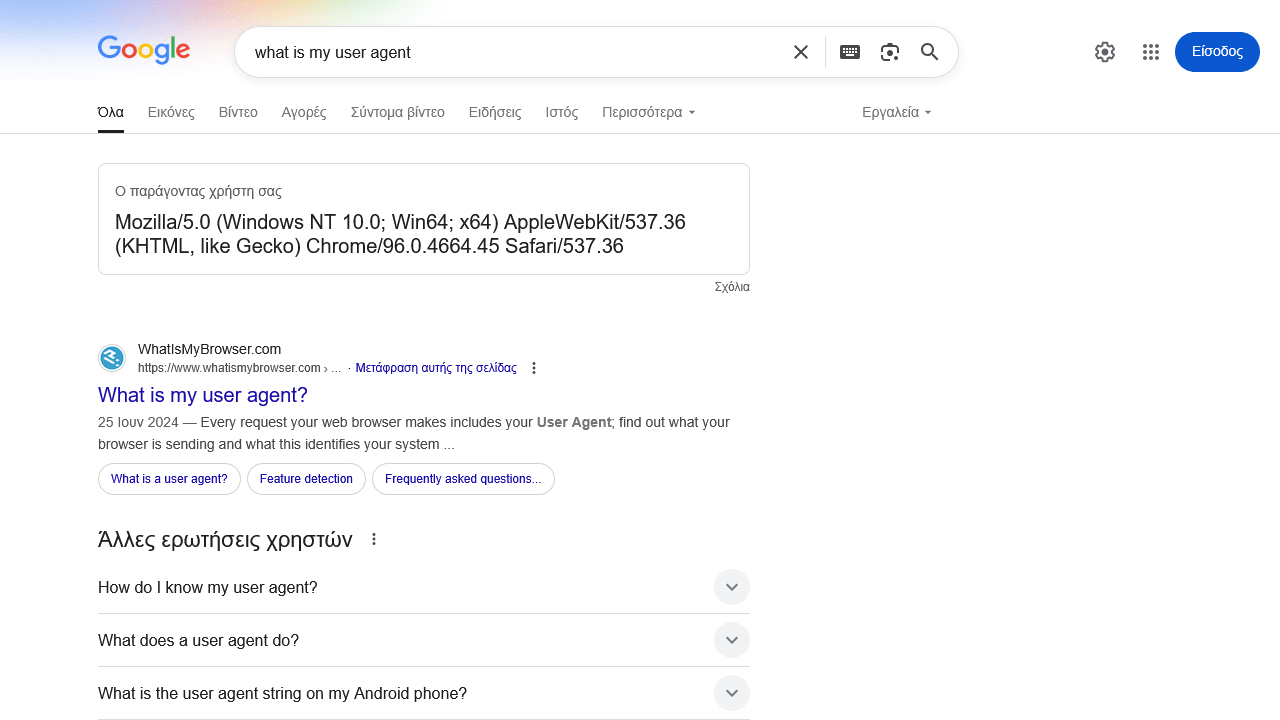 Google
what is my user agent
Είσοδος
Όλα
Εικόνες
Βίντεο
Αγορές
Σύντομα βίντεο
Ειδήσεις
Ιστός
Περισσότερα
Εργαλεία
Ο παράγοντας χρήστη σας
Mozilla/5.0 (Windows NT 10.0; Win64; x64) AppleWebKit/537.36
(KHTML, like Gecko) Chrome/96.0.4664.45 Safari/537.36
Σχόλια
WhatIsMyBrowser.com
https://www.whatismybrowser.com › ... · Μετάφραση αυτής της σελίδας
What is my user agent?
25 Ιουν 2024 — Every request your web browser makes includes your User Agent; find out what your
browser is sending and what this identifies your system ...
What is a user agent?
Feature detection
Frequently asked questions...
Άλλες ερωτήσεις χρηστών
How do I know my user agent?
What does a user agent do?
What is the user agent string on my Android phone?